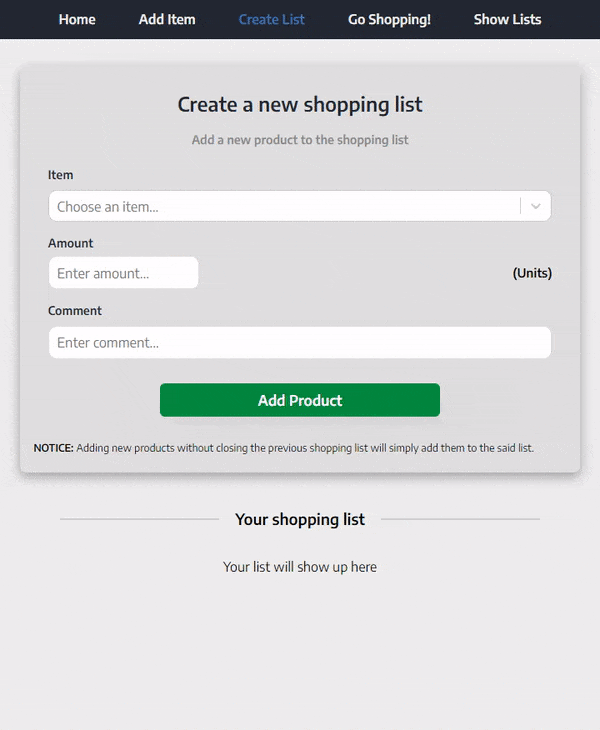 Home Add Item Create List Go Shopping! Show Lists
Create a new shopping list
Add a new product to the shopping list
Item
Choose an item...
Amount
Enter amount... (Units)
Comment
Enter comment...
Add Product
NOTICE: Adding new products without closing the previous shopping list will simply add them to the said list.
Your shopping list
Your list will show up here